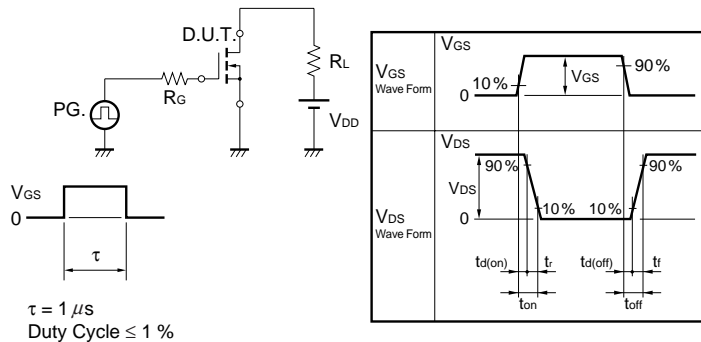 D.U.T.
RL
RG
PG.
VDD
VGS
0
τ
τ = 1 μs
Duty Cycle ≤ 1 %
VGS
Wave Form
VGS
10 %
VGS
90 %
0
VDS
Wave Form
VDS
90 %
90 %
VDS
10 %
10 %
0
td(on)
tr
td(off)
tf
ton
toff